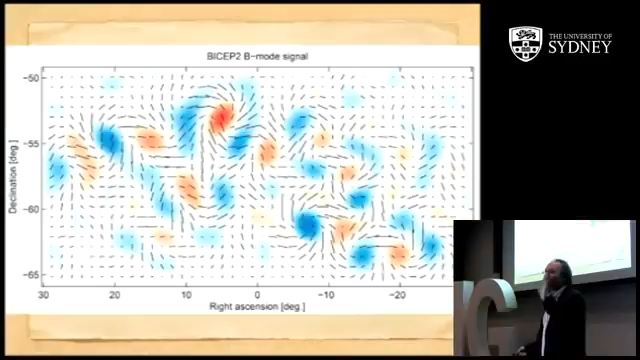 THE UNIVERSITY OF
SYDNEY
BICEP2 B-mode signal
-50
-55
-60
-65
Declination [deg.]
30
20
10
0
-10
-20
Right ascension [deg.]